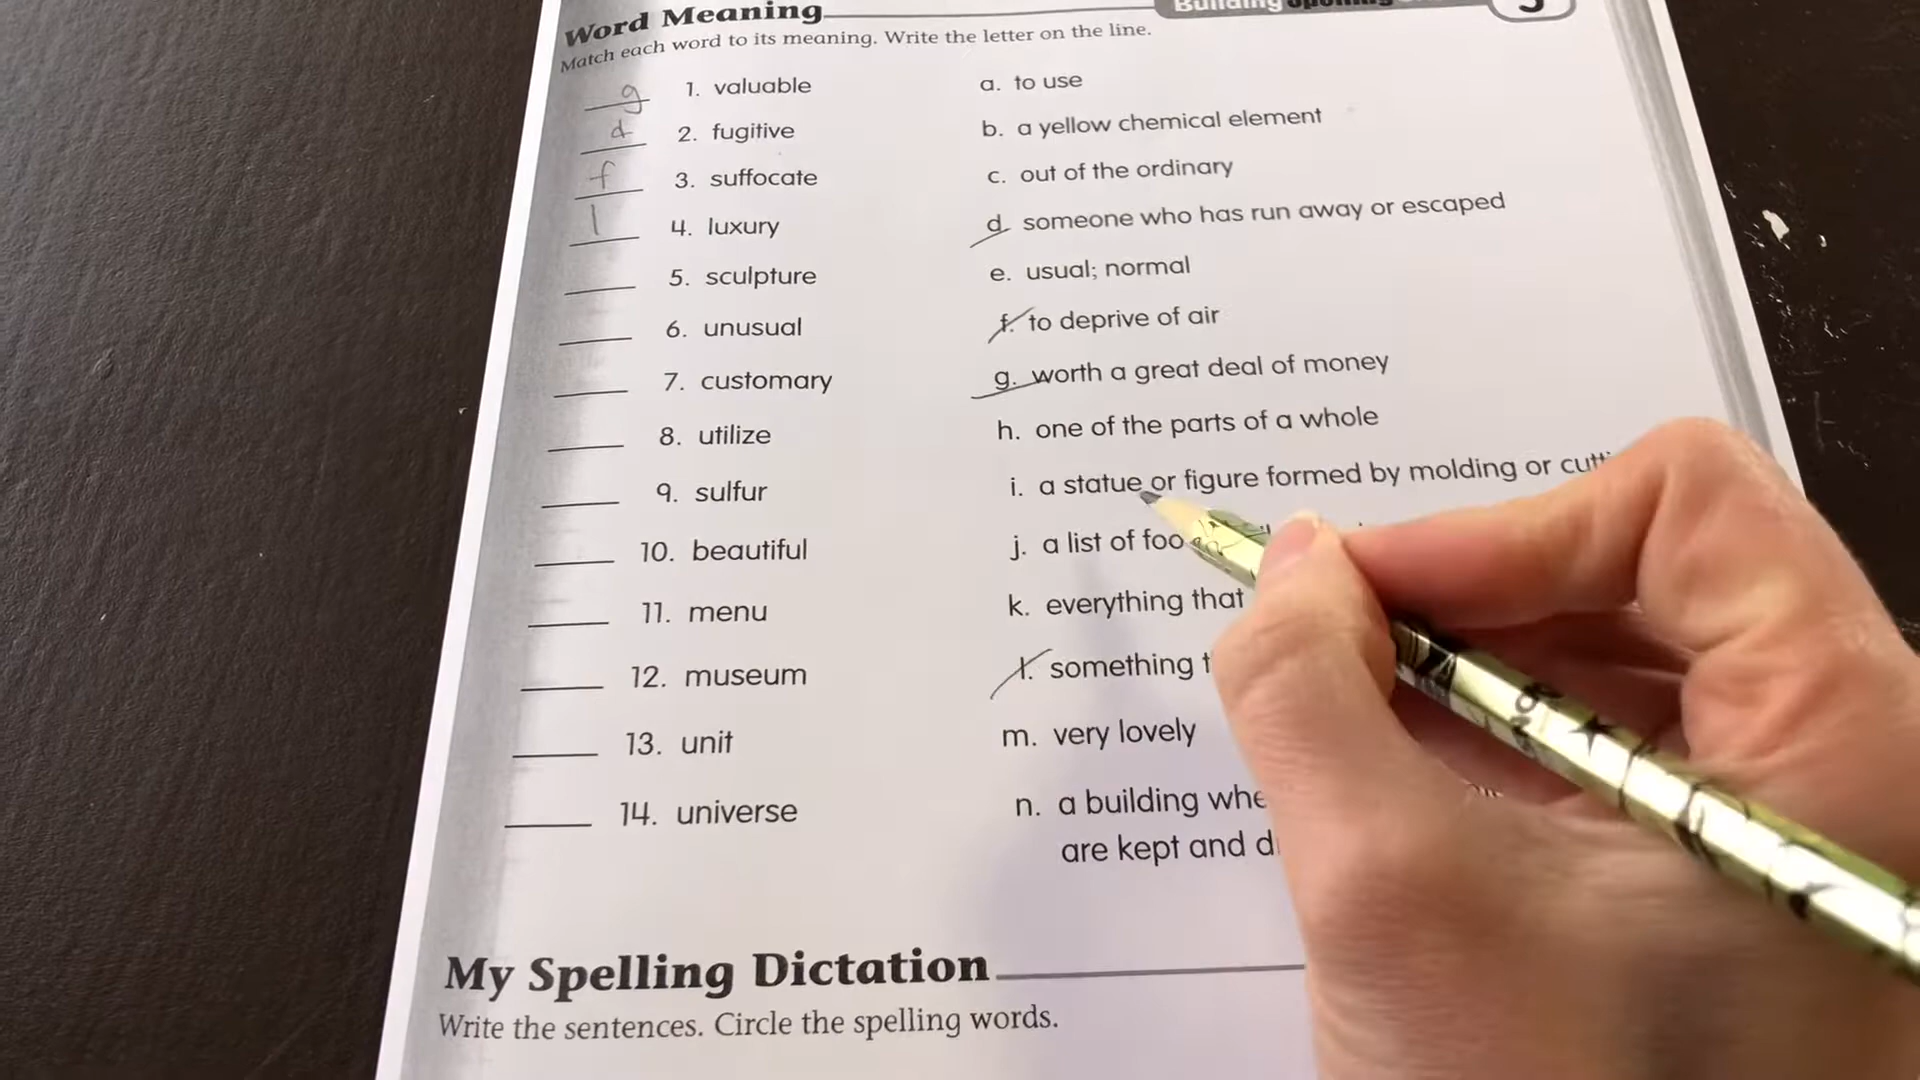 Word Meaning
Building Spelling
Match each word to its meaning. Write the letter on the line.
g 1. valuable
d 2. fugitive
f 3. suffocate
l 4. luxury
5. sculpture
6. unusual
7. customary
8. utilize
9. sulfur
10. beautiful
11. menu
12. museum
13. unit
14. universe
a. to use
b. a yellow chemical element
c. out of the ordinary
d. someone who has run away or escaped
e. usual; normal
f. to deprive of air
g. worth a great deal of money
h. one of the parts of a whole
i. a statue or figure formed by molding or
j. a list of
k. everything that
l. something
m. very lovely
n. a building
are kept and
My Spelling Dictation
Write the sentences. Circle the spelling words.